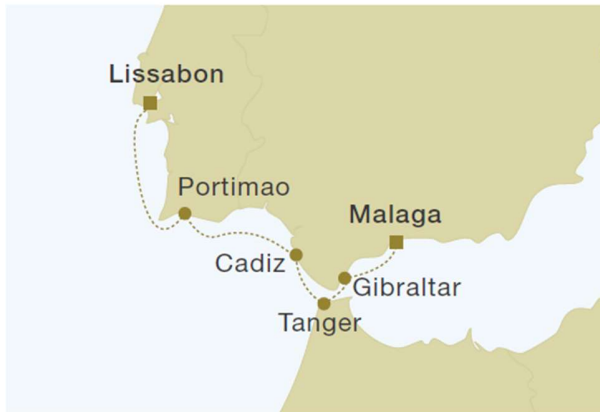 Lissabon
Portimao
Malaga
Cadiz
Gibraltar
Tanger